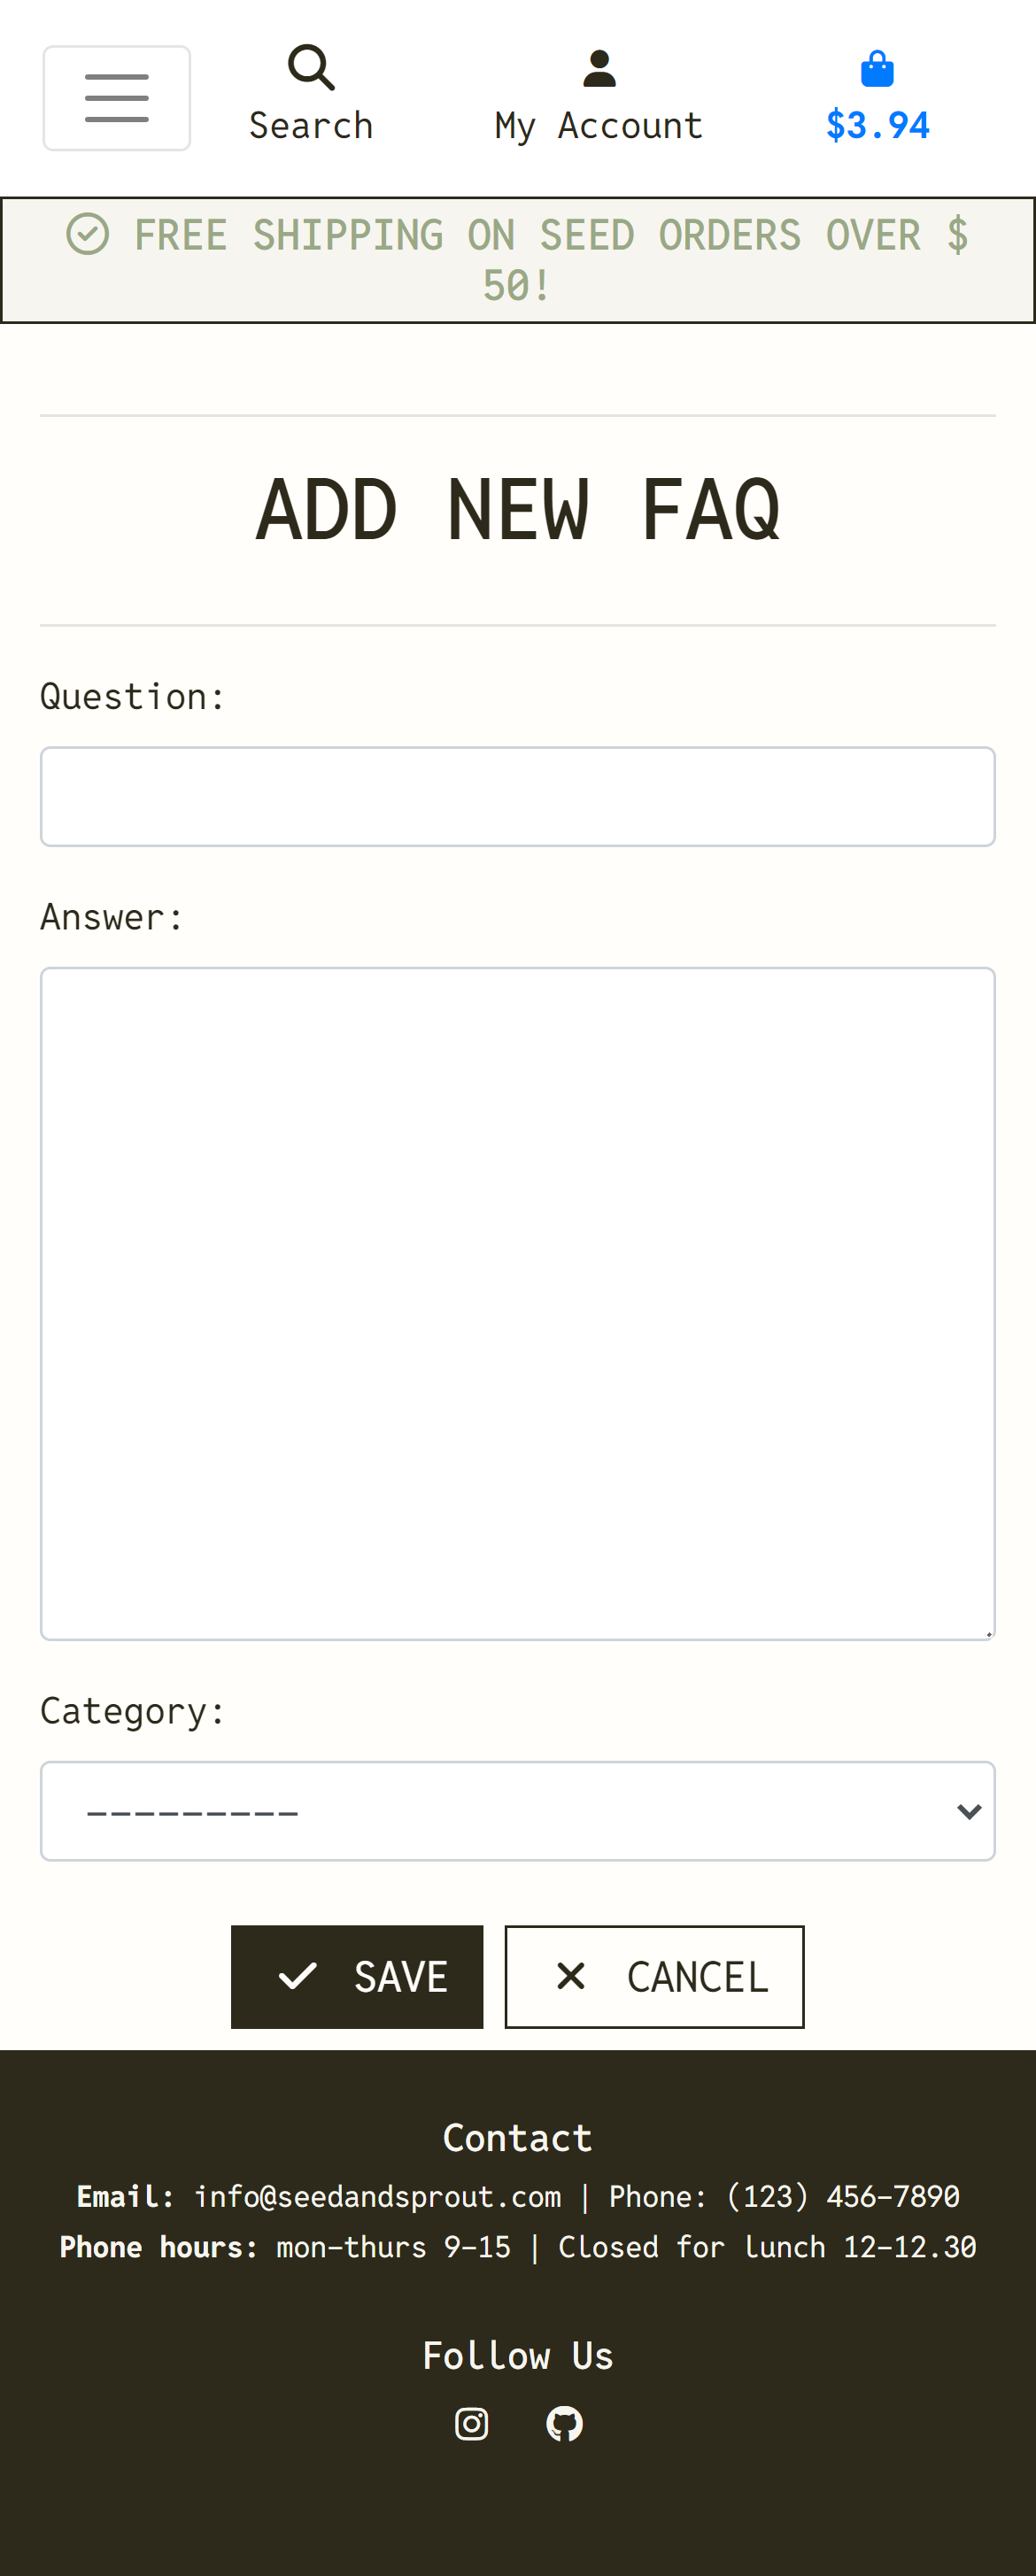 Search
My Account
$3.94
FREE SHIPPING ON SEED ORDERS OVER $
50!
ADD NEW FAQ
Question:
Answer:
Category:
---------
SAVE
CANCEL
Contact
Email: info@seedandsprout.com | Phone: (123) 456-7890
Phone hours: mon-thurs 9-15 | Closed for lunch 12-12.30
Follow Us